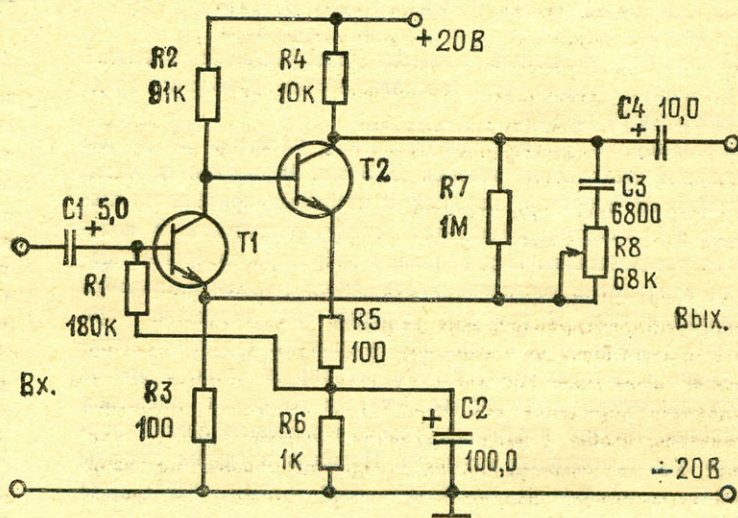 R2
91к
R4
10к
+20В
C4 10,0
+
T2
R7
1М
C3
6800
C1 5,0
+
T1
R1
180к
R8
68к
R5
100
Вых.
Вх.
R3
100
R6
1к
+
C2
100,0
-20В